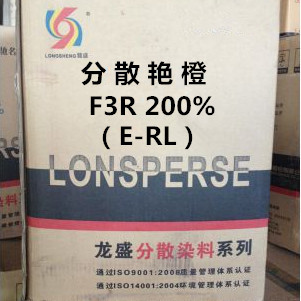 LONGSHENG 龙盛
分散艳橙
F3R 200%
( E-RL )
LONSPERSE
龙盛分散染料系列
通过ISO9001:2008质量管理体系认证
通过ISO14001:2004环境管理体系认证